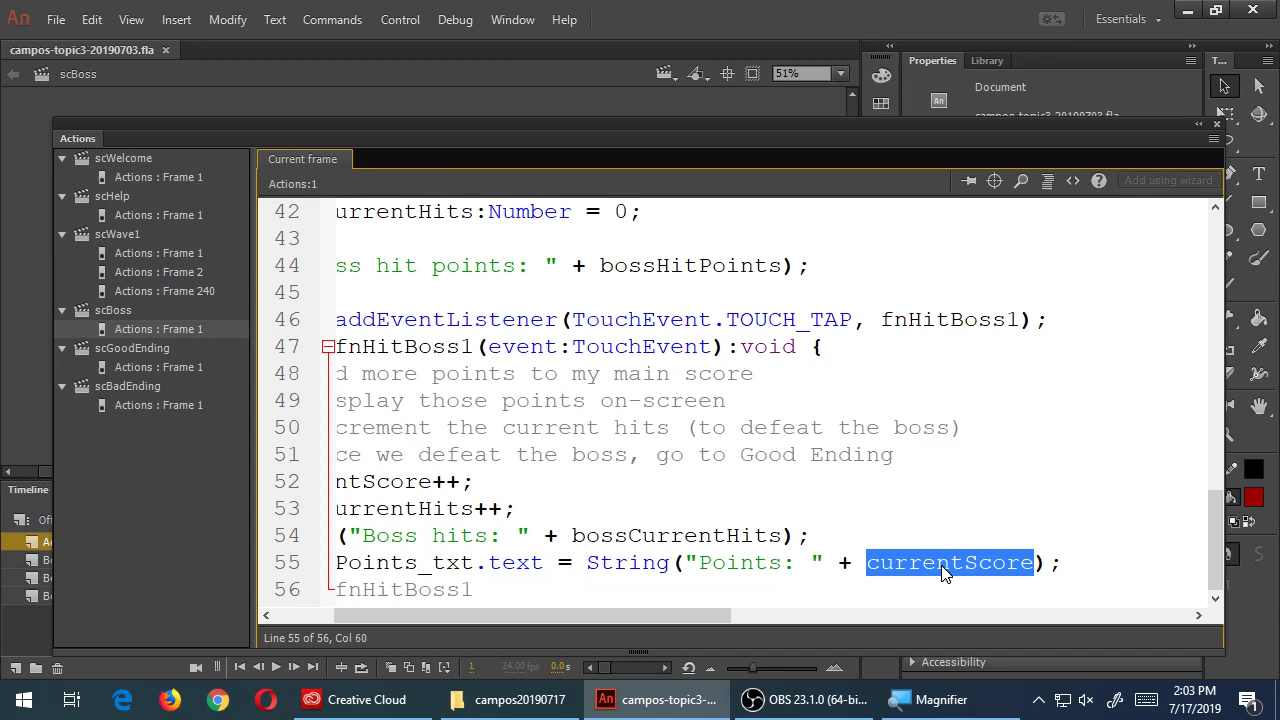 An File Edit View Insert Modify Text Commands Control Debug Window Help Essentials
campos-topic3-20190703.fla ×
scBoss 51% Properties Library T...
Document
An campos-topic3-20190703.fla
Actions
scWelcome Current frame
Actions : Frame 1 Actions:1 Add using wizard
scHelp
Actions : Frame 1
scWave1
Actions : Frame 1
Actions : Frame 2
Actions : Frame 240
scBoss
Actions : Frame 1
scGoodEnding
Actions : Frame 1
scBadEnding
Actions : Frame 1
42 urrentHits:Number = 0;
43
44 ss hit points: " + bossHitPoints);
45
46 addEventListener(TouchEvent.TOUCH_TAP, fnHitBoss1);
47 fnHitBoss1(event:TouchEvent):void {
48 d more points to my main score
49 splay those points on-screen
50 crement the current hits (to defeat the boss)
51 ce we defeat the boss, go to Good Ending
52 ntScore++;
53 urrentHits++;
54 ("Boss hits: " + bossCurrentHits);
55 Points_txt.text = String("Points: " + currentScore);
56 fnHitBoss1
Line 55 of 56, Col 60
Timeline
1 24.00 fps 0.0 s Accessibility
Creative Cloud campos20190717 An campos-topic3-... OBS 23.1.0 (64-bi... Magnifier 2:03 PM
7/17/2019